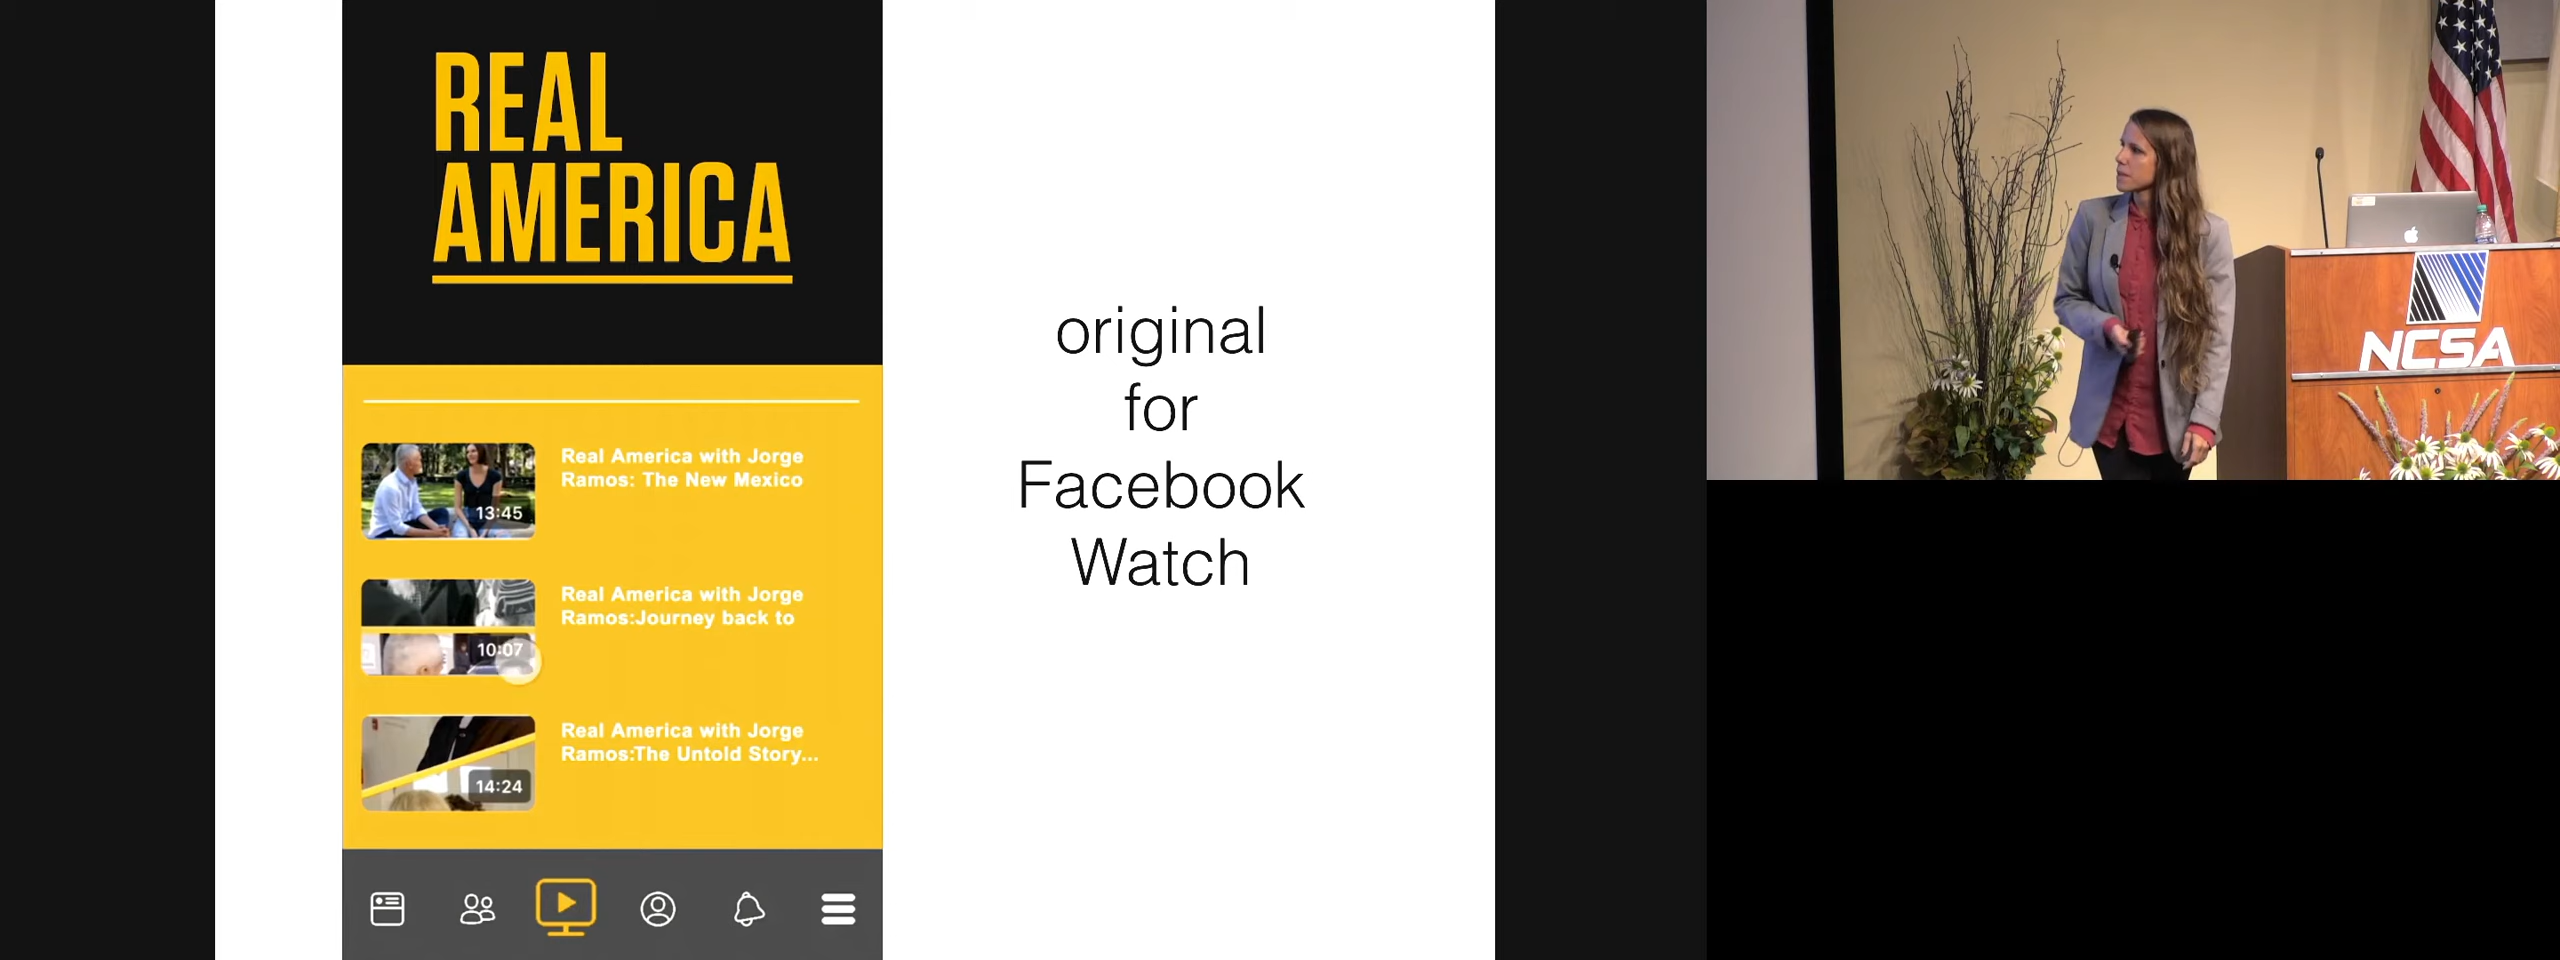 REAL
AMERICA
Real America with Jorge
Ramos: The New Mexico
13:45
Real America with Jorge
Ramos:Journey back to
10:07
Real America with Jorge
Ramos:The Untold Story...
14:24
original
for
Facebook
Watch
NCSA